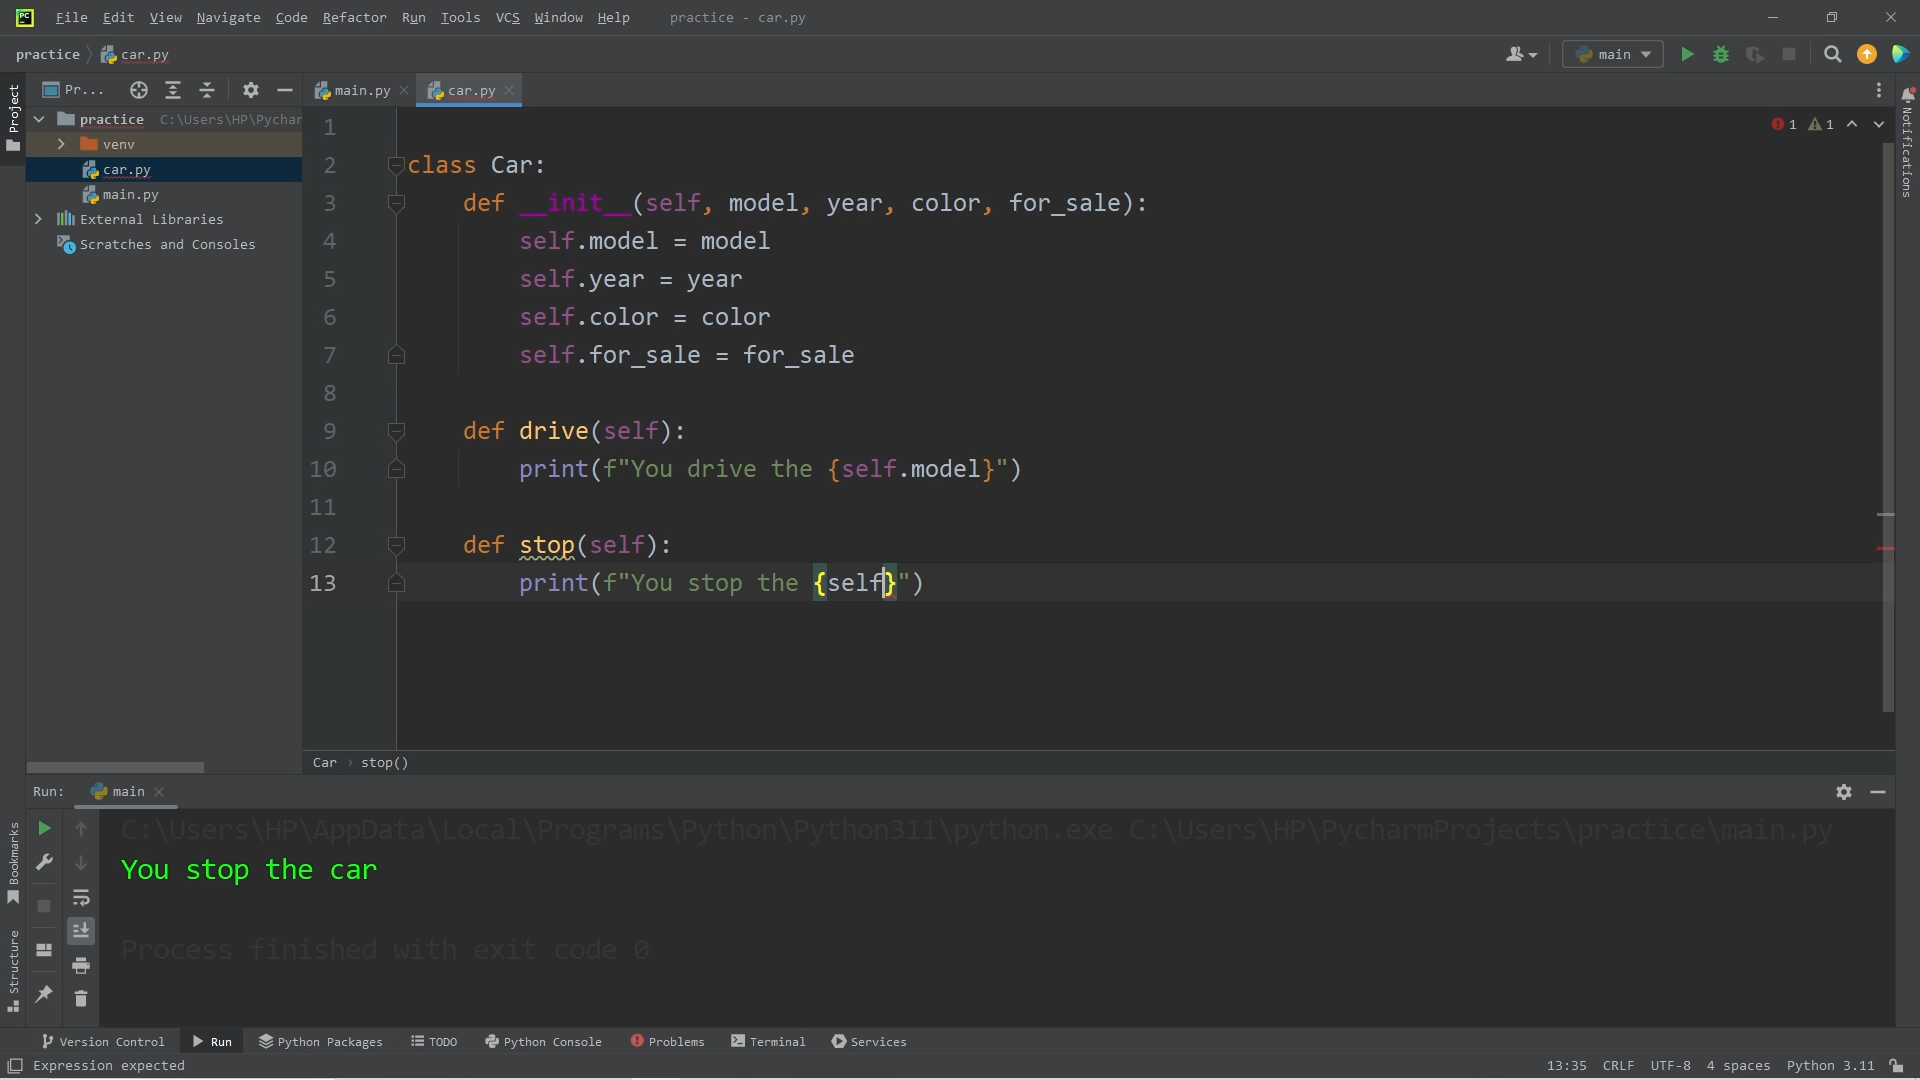 PC File Edit View Navigate Code Refactor Run Tools VCS Window Help practice - car.py
practice car.py main
Pr... main.py car.py
Project
Notifications
practice C:\Users\HP\Pychar
venv
car.py
main.py
External Libraries
Scratches and Consoles
1 1
1
2 class Car:
3 def __init__(self, model, year, color, for_sale):
4 self.model = model
5 self.year = year
6 self.color = color
7 self.for_sale = for_sale
8
9 def drive(self):
10 print(f"You drive the {self.model}")
11
12 def stop(self):
13 print(f"You stop the {self}")
Car › stop()
Run: main
C:\Users\HP\AppData\Local\Programs\Python\Python311\python.exe C:\Users\HP\PycharmProjects\practice\main.py
You stop the car
Process finished with exit code 0
Bookmarks
Structure
Version Control Run Python Packages TODO Python Console Problems Terminal Services
Expression expected 13:35 CRLF UTF-8 4 spaces Python 3.11